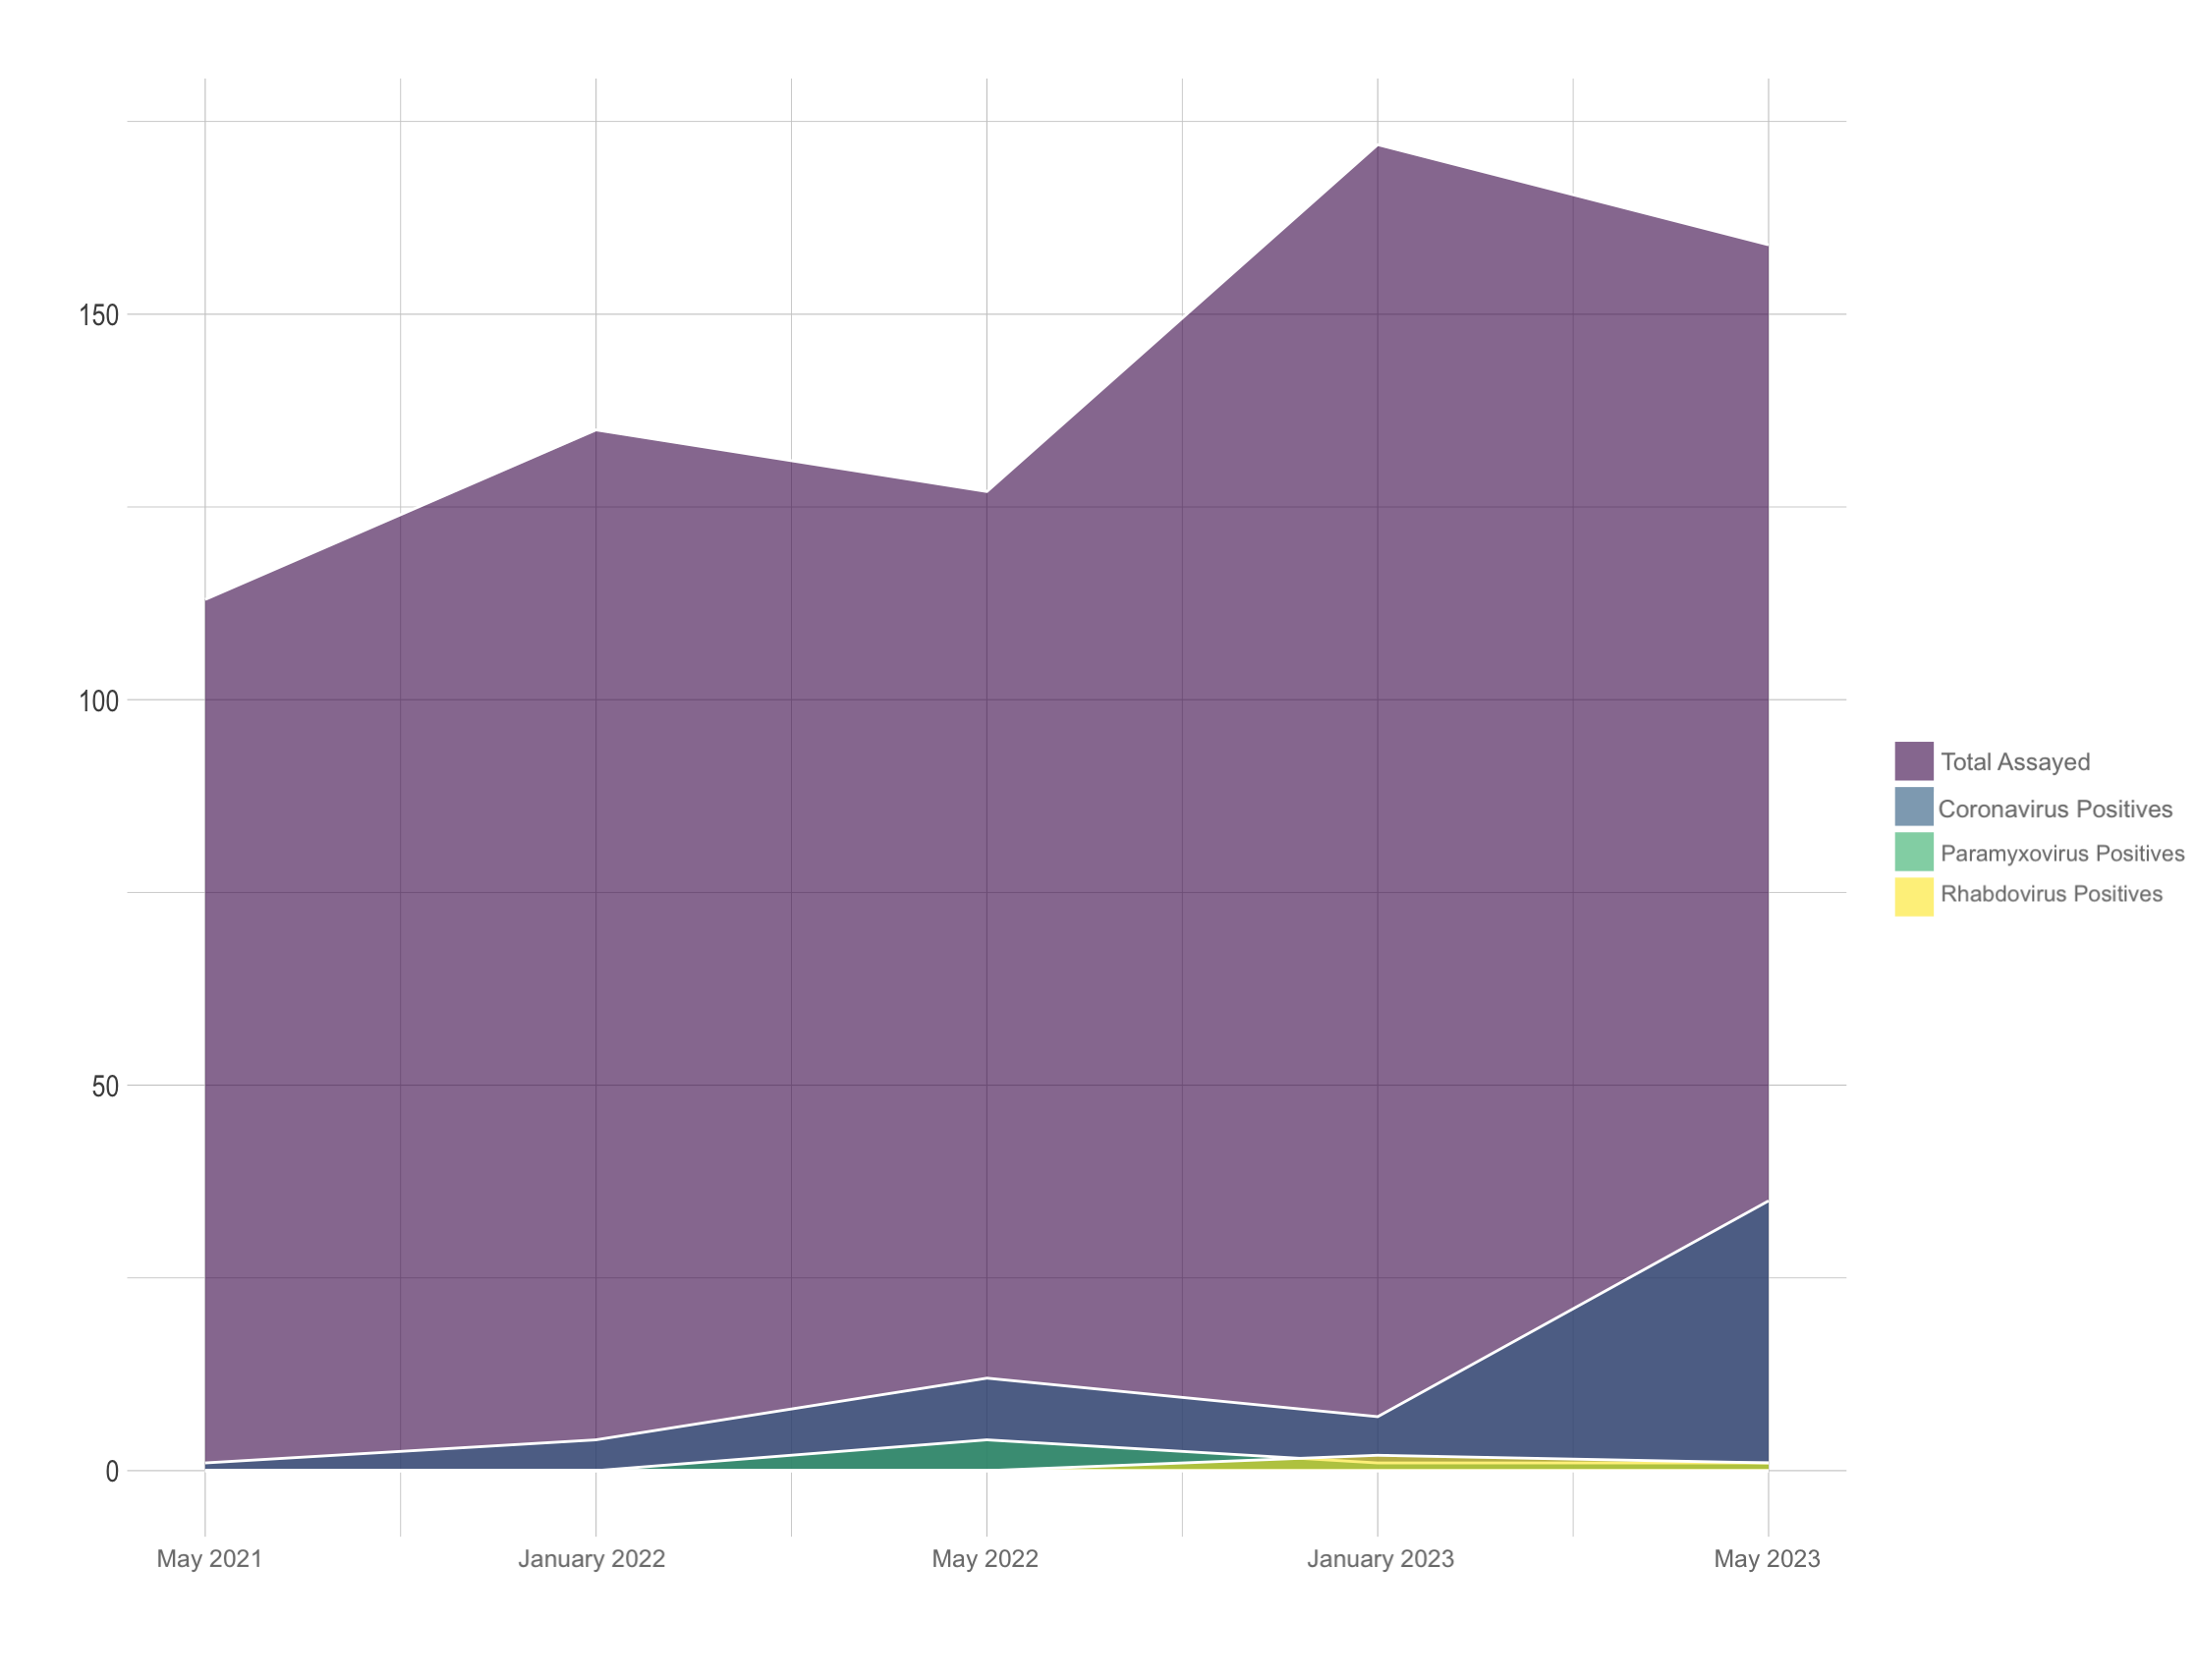 150
100
50
0
May 2021
January 2022
May 2022
January 2023
May 2023
Total Assayed
Coronavirus Positives
Paramyxovirus Positives
Rhabdovirus Positives